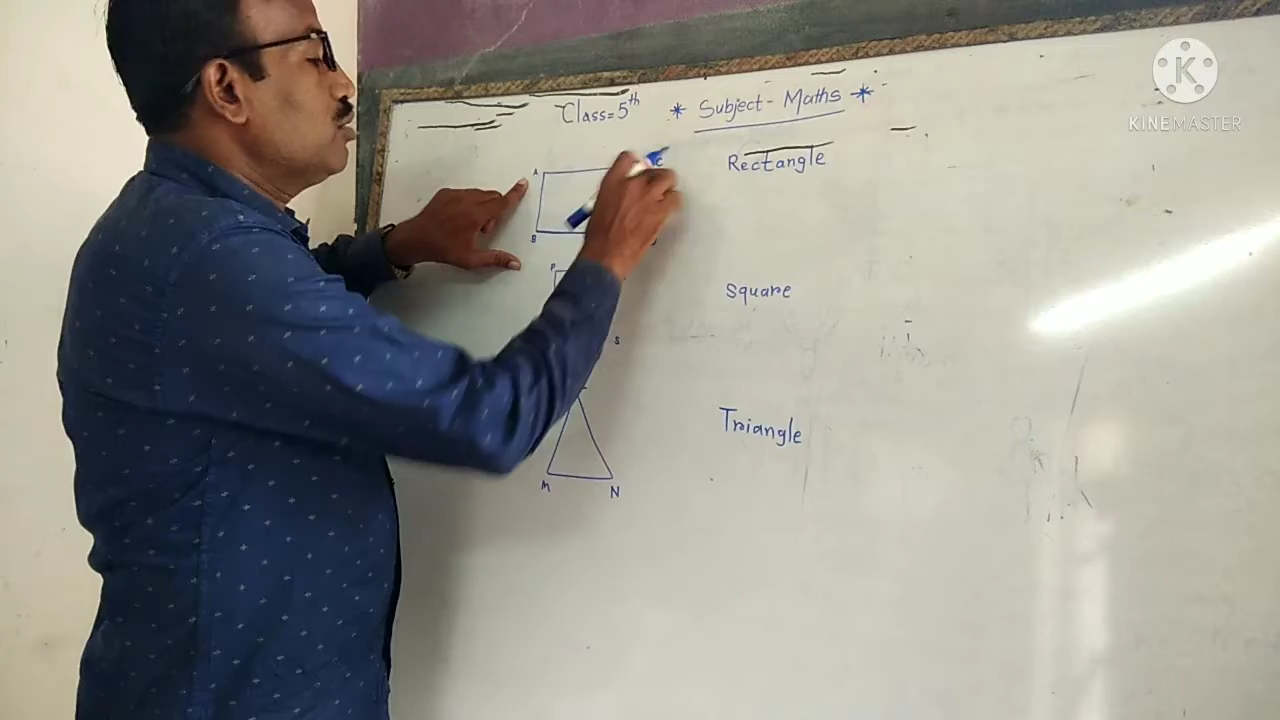 Class=5th * Subject - Maths *
A C Rectangle
B
P Square
S
Triangle
M N
K
KINEMASTER